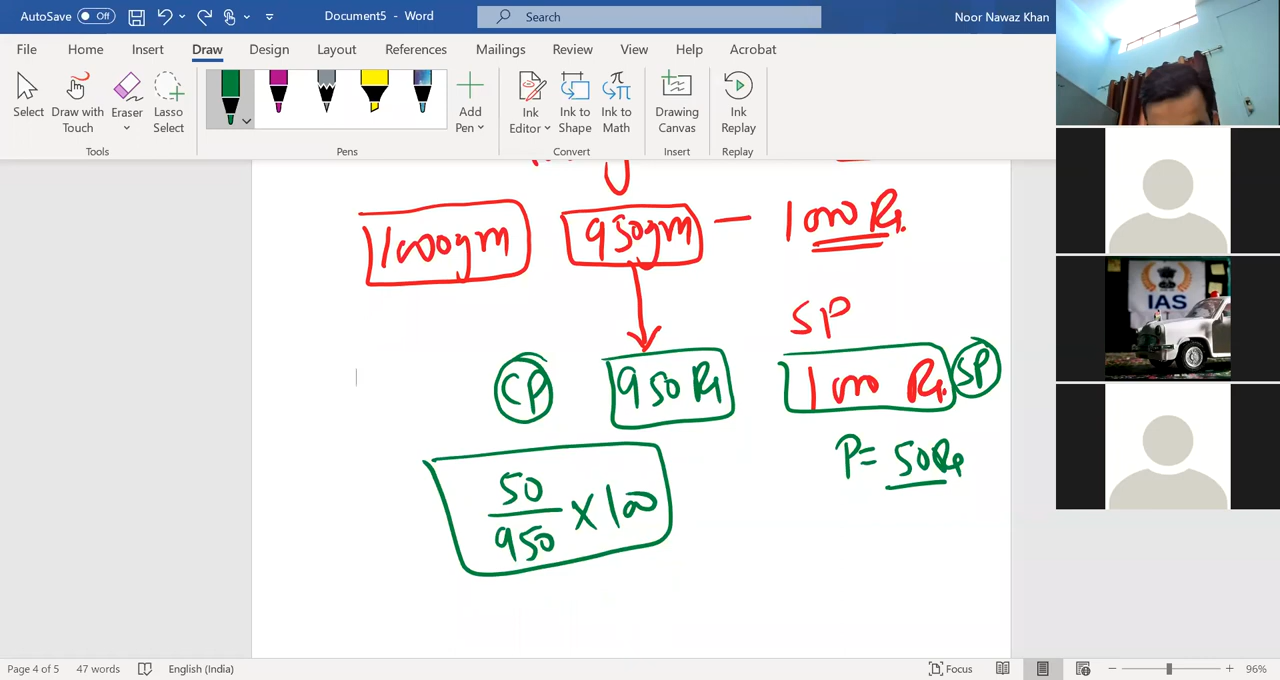 AutoSave Off Document5 - Word Search Noor Nawaz Khan
File Home Insert Draw Design Layout References Mailings Review View Help Acrobat
Select Draw with Touch Eraser Lasso Select Add Pen Ink Editor Ink to Shape Ink to Math Drawing Canvas Ink Replay
Tools Pens Convert Insert Replay
1000gm 950gm — 1000 Rs.
SP
CP 950 Rs 1000 Rs. SP
P = 50Rs
50/950 × 100
IAS
Page 4 of 5 47 words English (India) Focus 96%